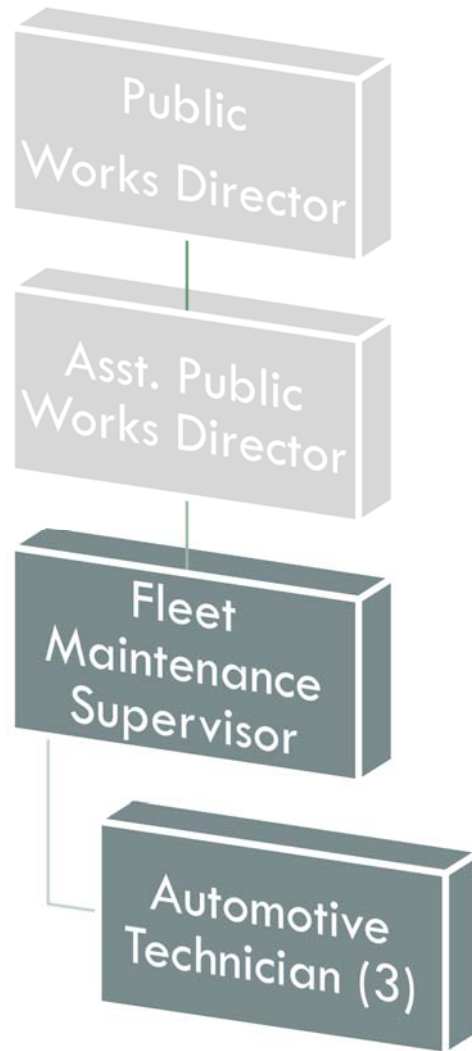 Public
Works Director
Asst. Public
Works Director
Fleet
Maintenance
Supervisor
Automotive
Technician (3)